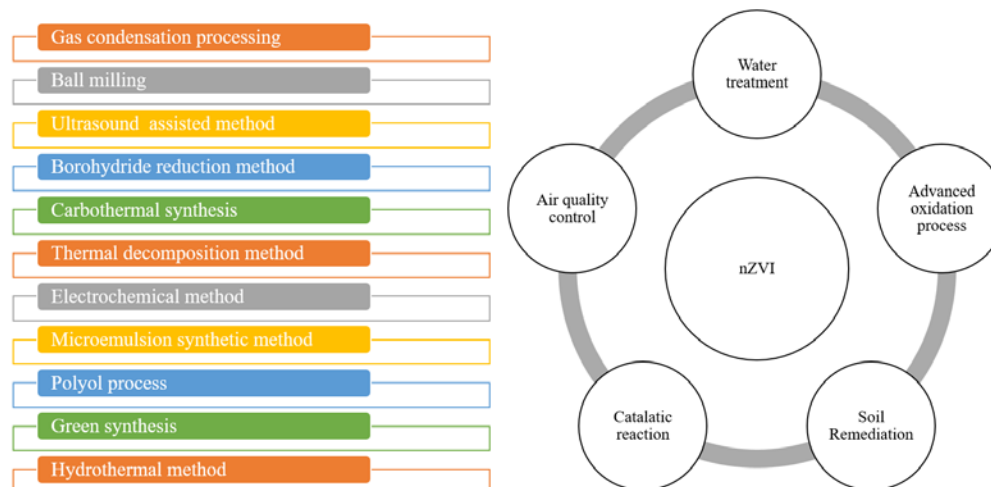 Gas condensation processing
Ball milling
Ultrasound assisted method
Borohydride reduction method
Carbothermal synthesis
Thermal decomposition method
Electrochemical method
Microemulsion synthetic method
Polyol process
Green synthesis
Hydrothermal method
Water
treatment
Air quality
control
Advanced
oxidation
process
nZVI
Catalatic
reaction
Soil
Remediation